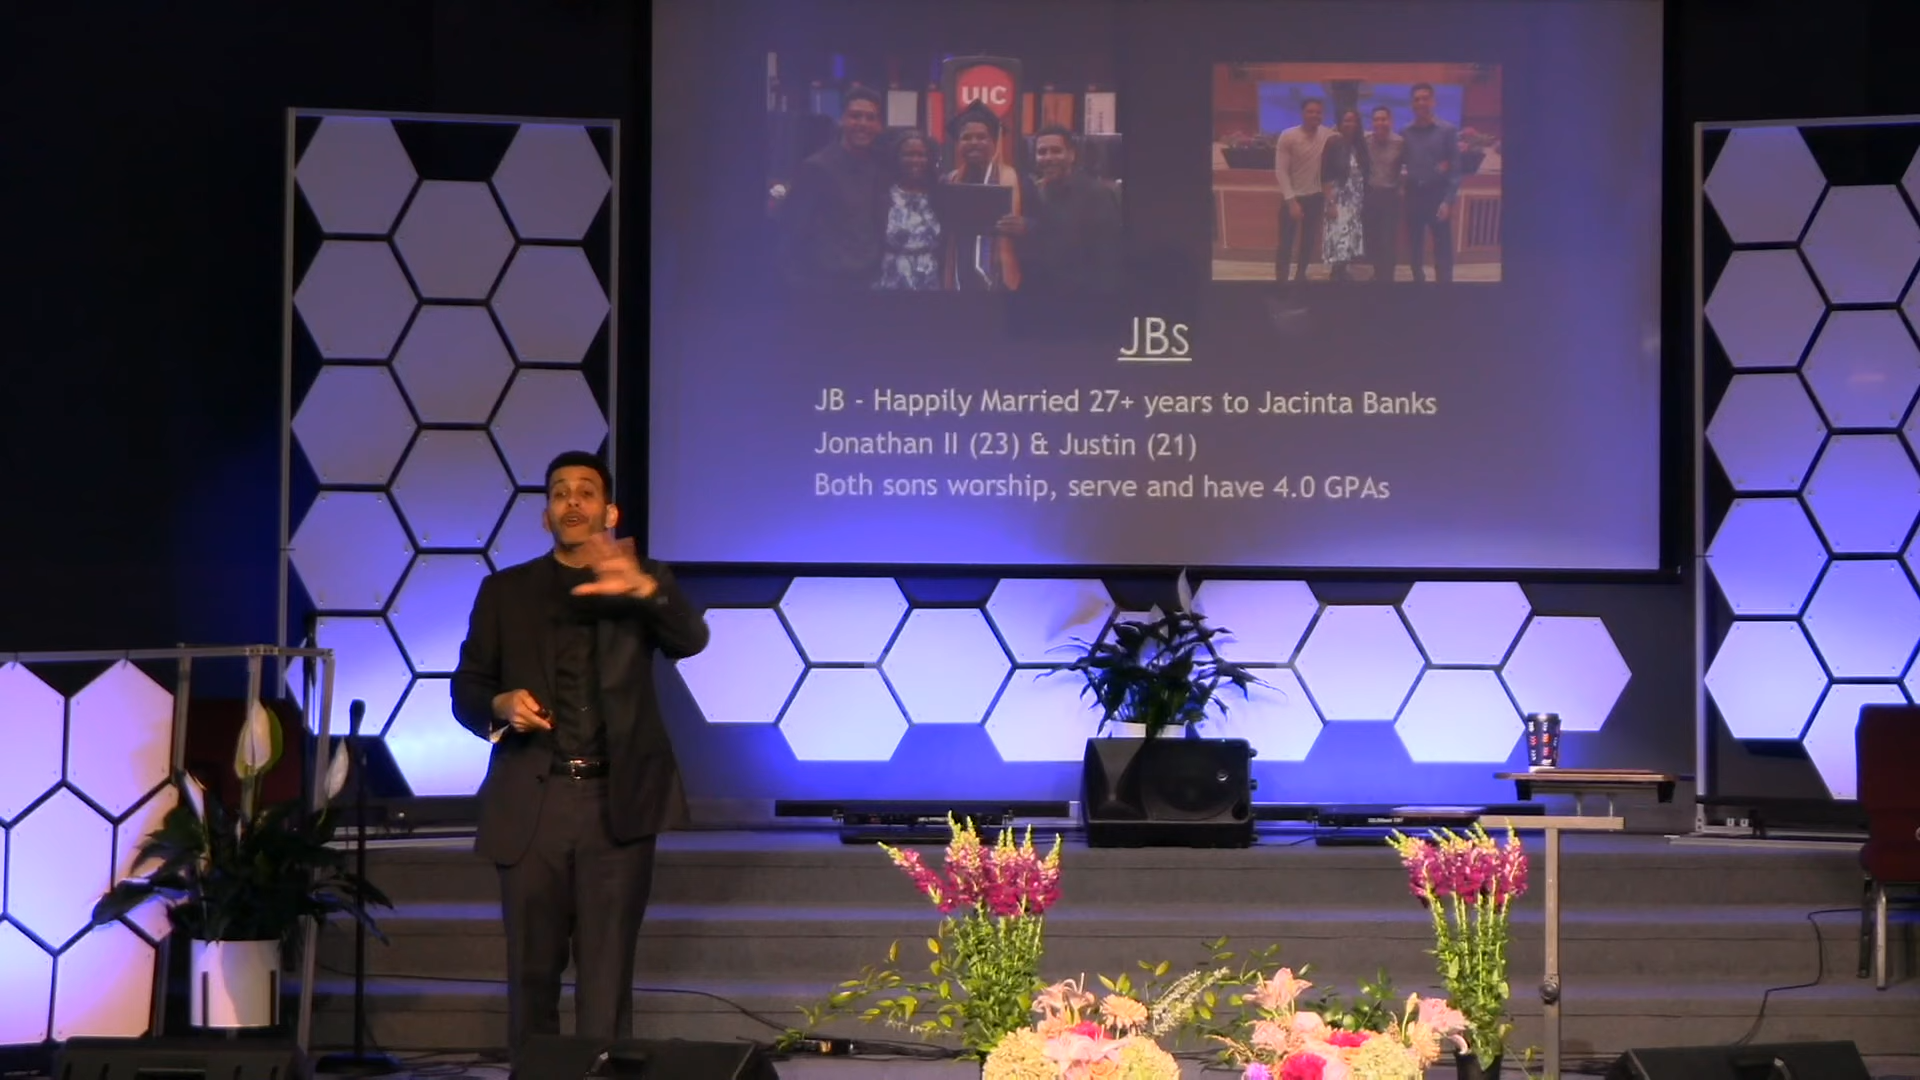 UIC
JBs
JB - Happily Married 27+ years to Jacinta Banks
Jonathan II (23) & Justin (21)
Both sons worship, serve and have 4.0 GPAs